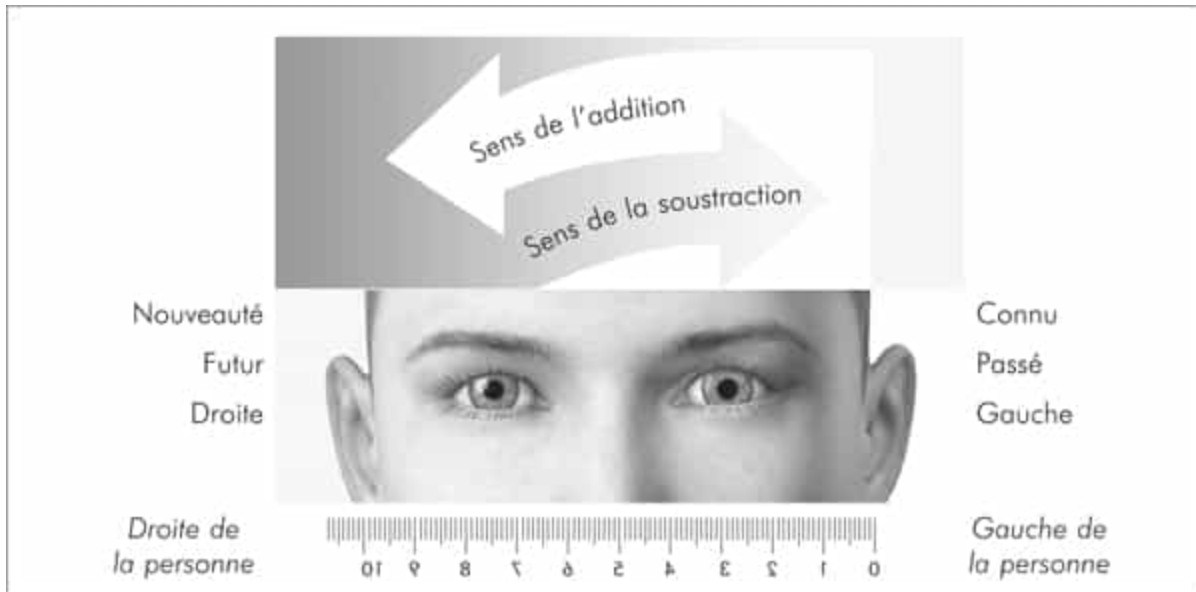 Sens de l'addition
Sens de la soustraction
Nouveauté
Futur
Droite
Connu
Passé
Gauche
Droite de
la personne
10 9 8 7 6 5 4 3 2 1 0
Gauche de
la personne